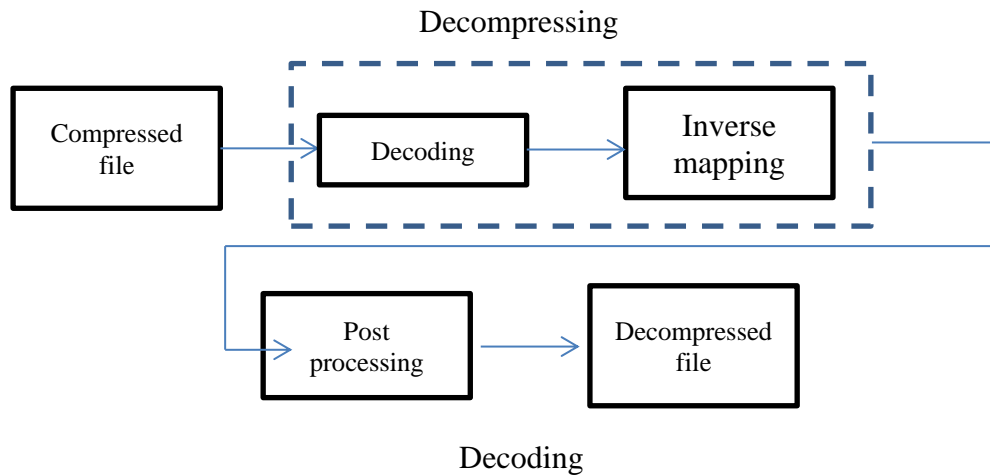 Decompressing
Compressed
file
Decoding
Inverse
mapping
Post
processing
Decompressed
file
Decoding